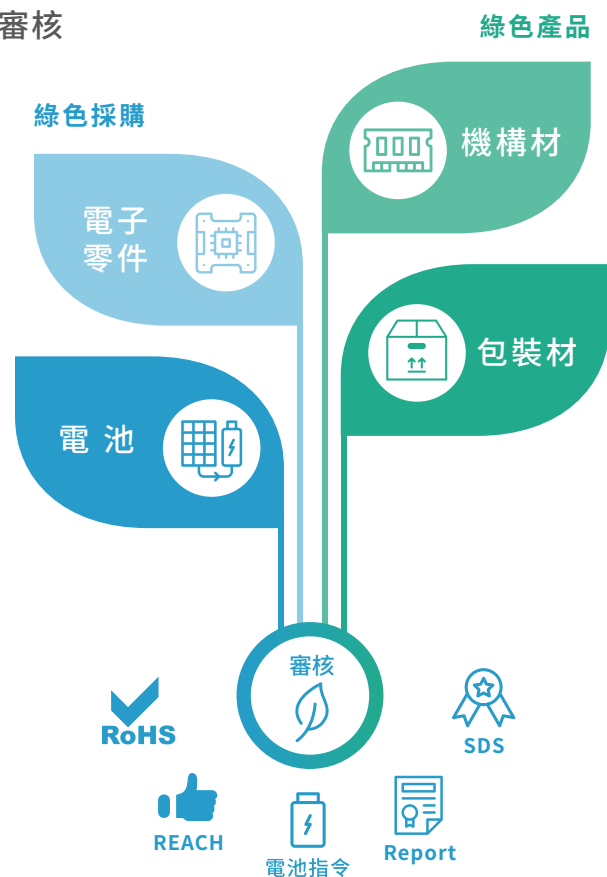 審核
綠色產品
綠色採購
機構材
電子
零件
包裝材
電池
審核
RoHS
SDS
REACH
電池指令
Report